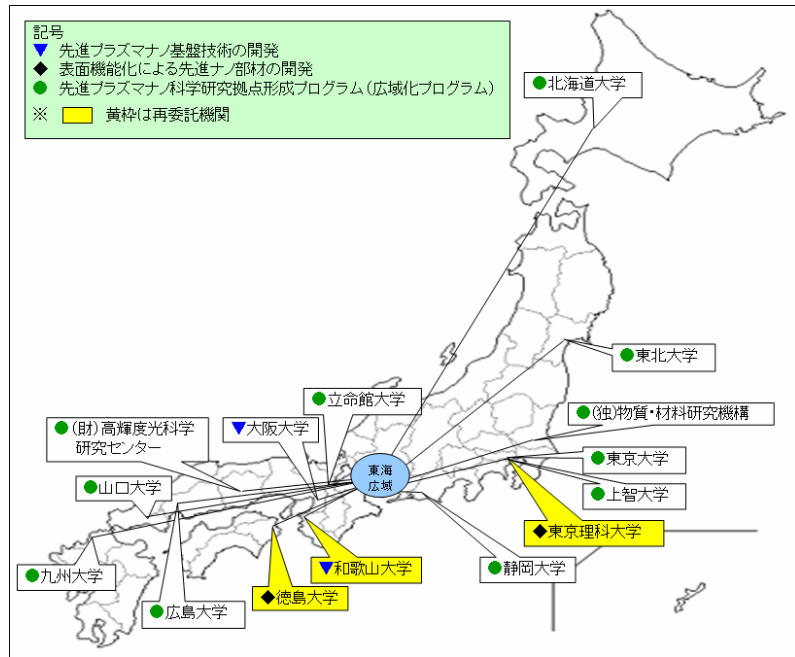 記号
▼ 先進プラズマナノ基盤技術の開発
◆ 表面機能化による先進ナノ部材の開発
● 先進プラズマナノ科学研究拠点形成プログラム(広域化プログラム)
※ 黄枠は再委託機関
●北海道大学
●東北大学
●立命館大学
●(財)高輝度光科学
研究センター
▼大阪大学
●(独)物質・材料研究機構
東海
広域
●東京大学
●山口大学
●上智大学
◆東京理科大学
●九州大学
▼和歌山大学
●静岡大学
◆徳島大学
●広島大学